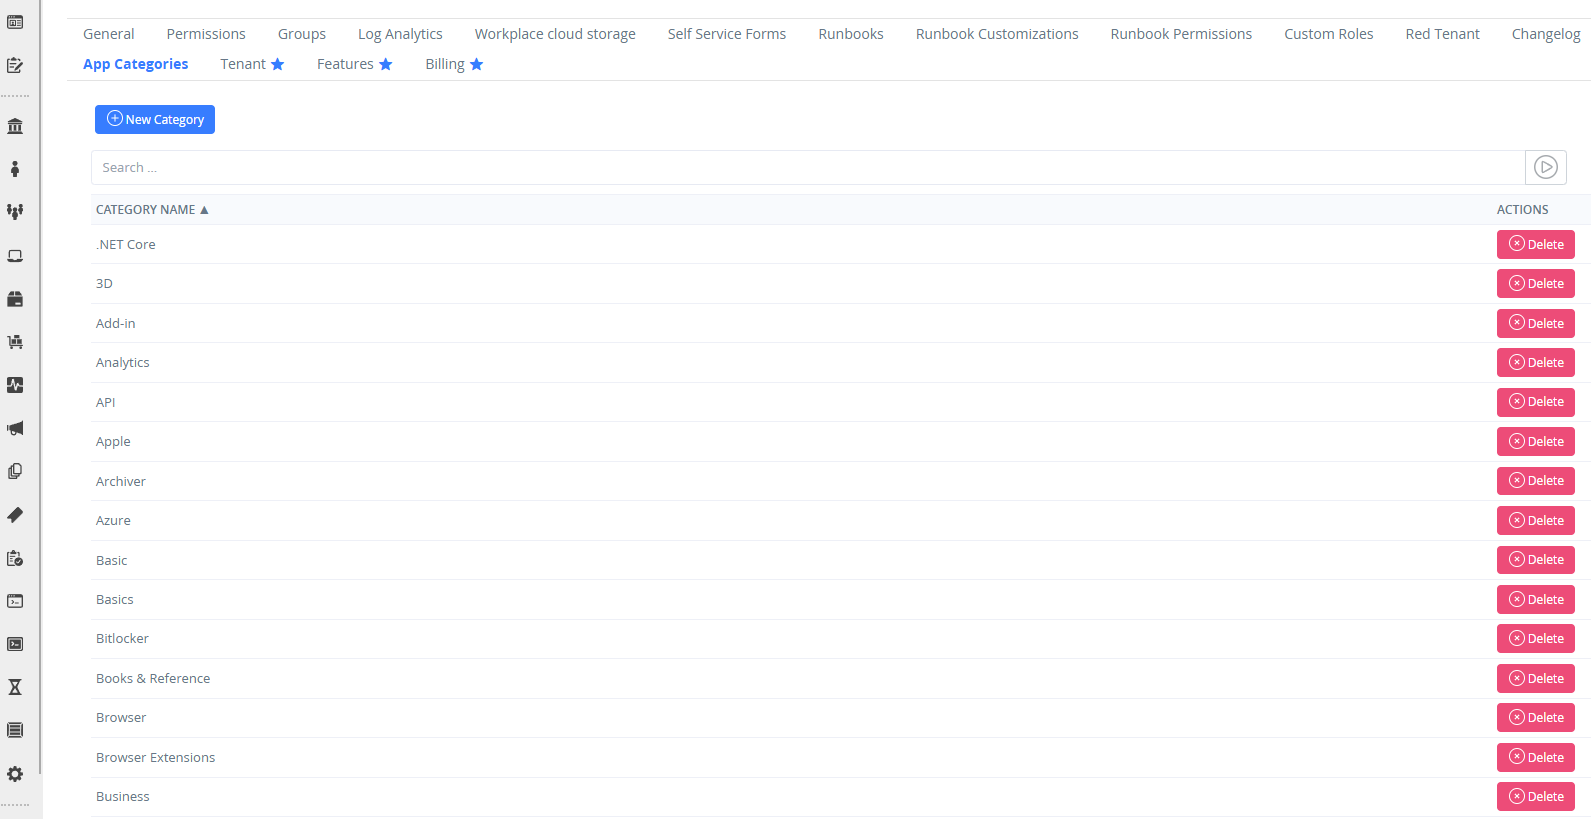 General Permissions Groups Log Analytics Workplace cloud storage Self Service Forms Runbooks Runbook Customizations Runbook Permissions Custom Roles Red Tenant Changelog
App Categories Tenant Features Billing
New Category
Search ...
CATEGORY NAME ▲ ACTIONS
.NET Core Delete
3D Delete
Add-in Delete
Analytics Delete
API Delete
Apple Delete
Archiver Delete
Azure Delete
Basic Delete
Basics Delete
Bitlocker Delete
Books & Reference Delete
Browser Delete
Browser Extensions Delete
Business Delete